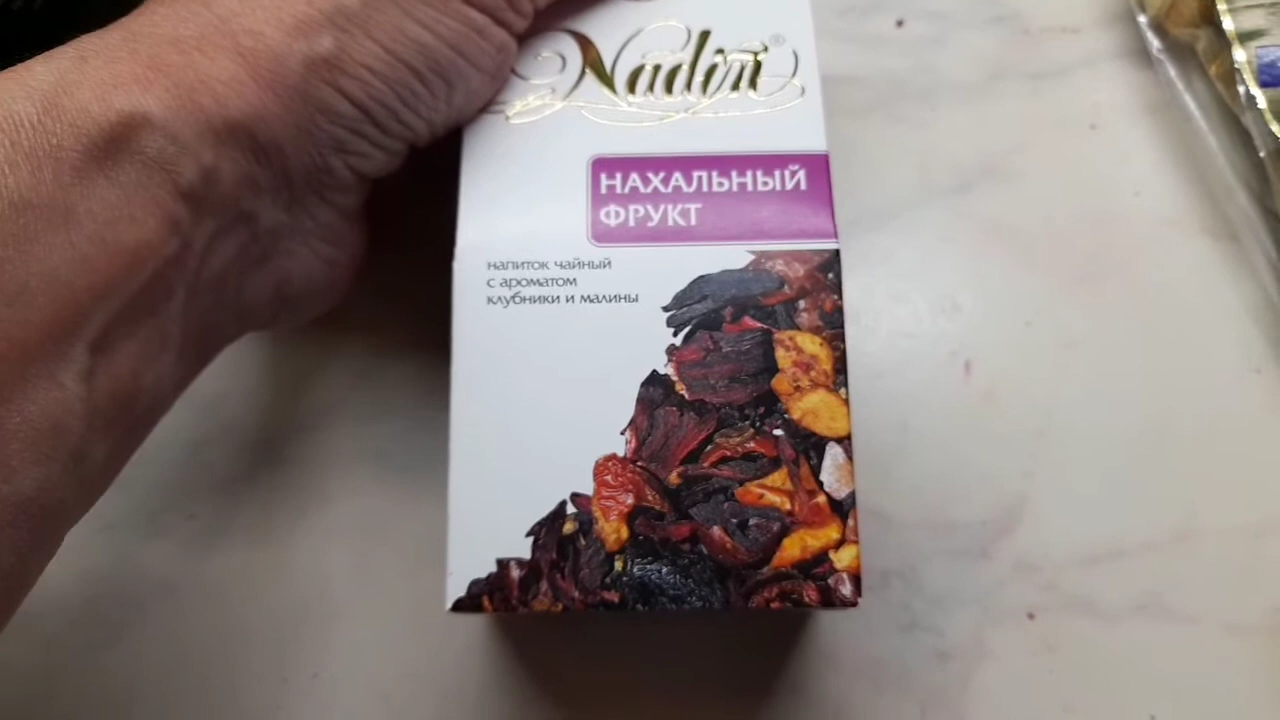 Nadin®
НАХАЛЬНЫЙ
ФРУКТ
напиток чайный
с ароматом
клубники и малины